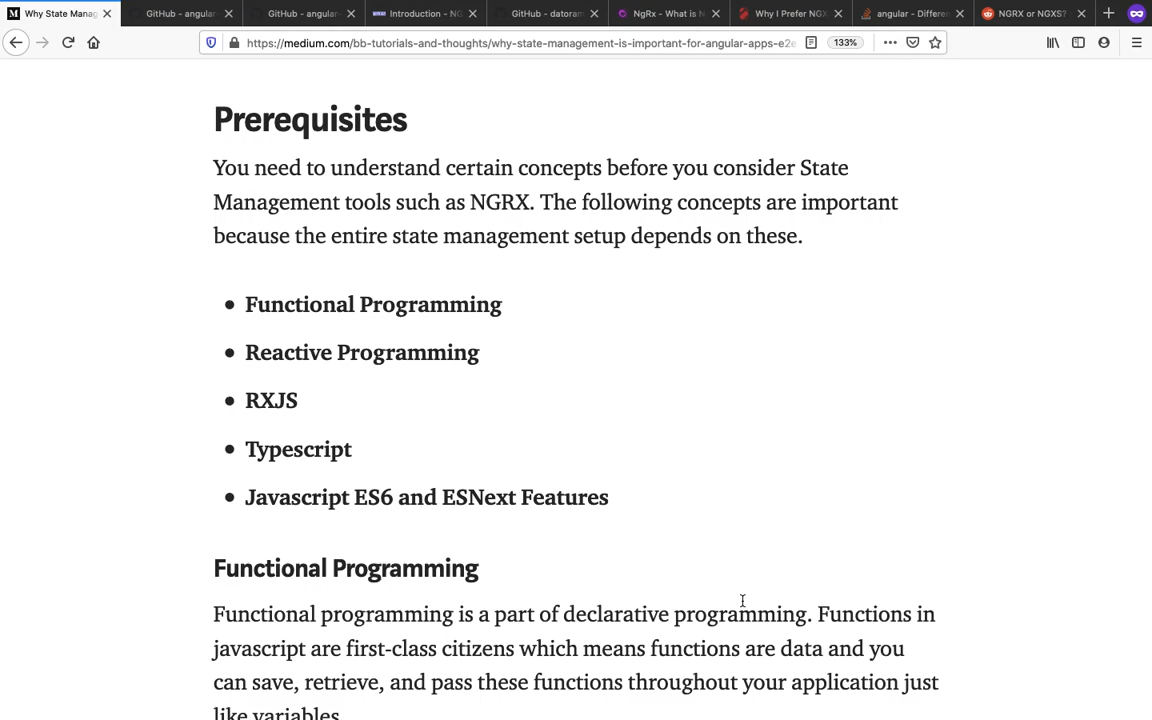 Why State Manag
GitHub - angular
GitHub - angular-
Introduction - NG
GitHub - datoram
NgRx - What is N
Why I Prefer NGX
angular - Differen
NGRX or NGXS?
https://medium.com/bb-tutorials-and-thoughts/why-state-management-is-important-for-angular-apps-e2e
133%
Prerequisites
You need to understand certain concepts before you consider State
Management tools such as NGRX. The following concepts are important
because the entire state management setup depends on these.
• Functional Programming
• Reactive Programming
• RXJS
• Typescript
• Javascript ES6 and ESNext Features
Functional Programming
Functional programming is a part of declarative programming. Functions in
javascript are first-class citizens which means functions are data and you
can save, retrieve, and pass these functions throughout your application just
like variables.